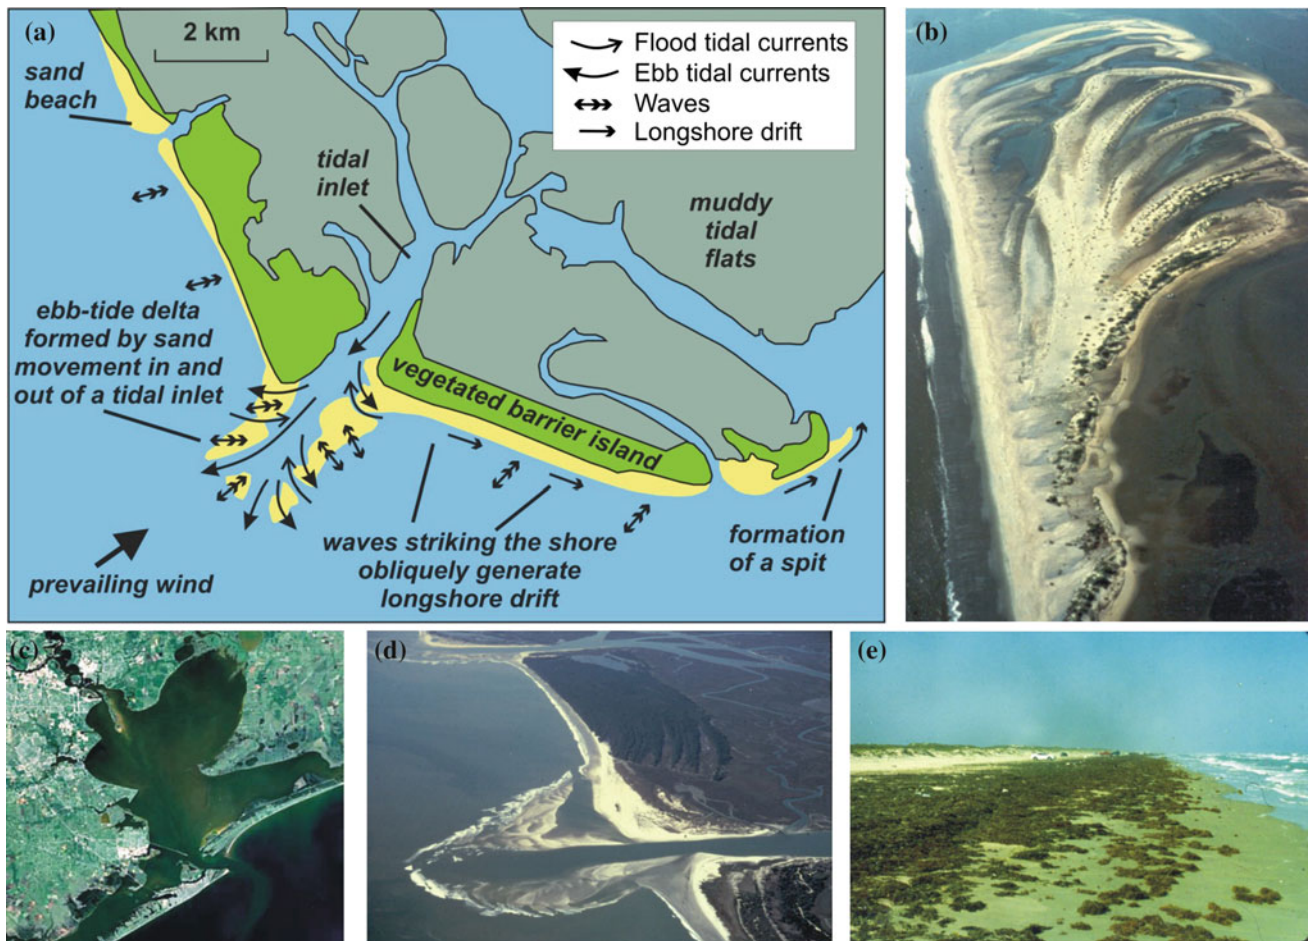 (a)
2 km
sand
beach
tidal
inlet
Flood tidal currents
Ebb tidal currents
Waves
Longshore drift
muddy
tidal
flats
ebb-tide delta
formed by sand
movement in and
out of a tidal inlet
vegetated barrier island
waves striking the shore
obliquely generate
longshore drift
formation
of a spit
prevailing wind
(b)
(c)
(d)
(e)